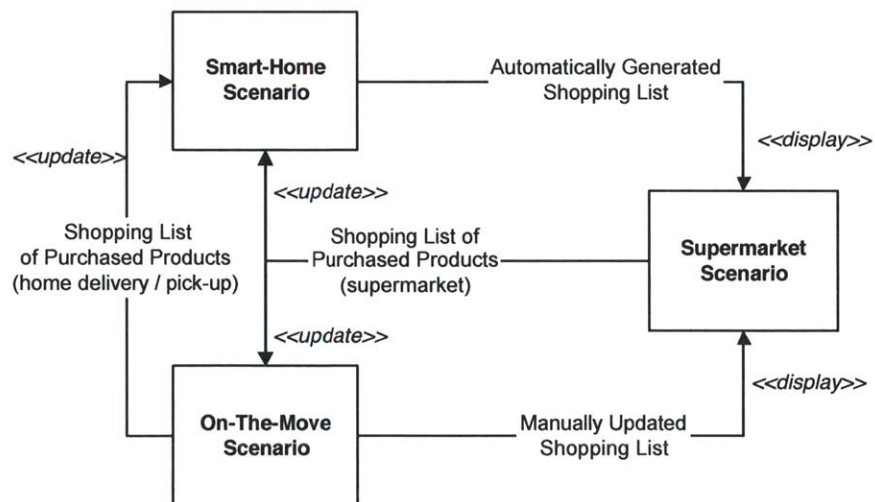 Smart-Home
Scenario
Automatically Generated
Shopping List
<<update>>
<<display>>
<<update>>
Shopping List
of Purchased Products
(home delivery / pick-up)
Shopping List of
Purchased Products
(supermarket)
Supermarket
Scenario
<<update>>
<<display>>
On-The-Move
Scenario
Manually Updated
Shopping List